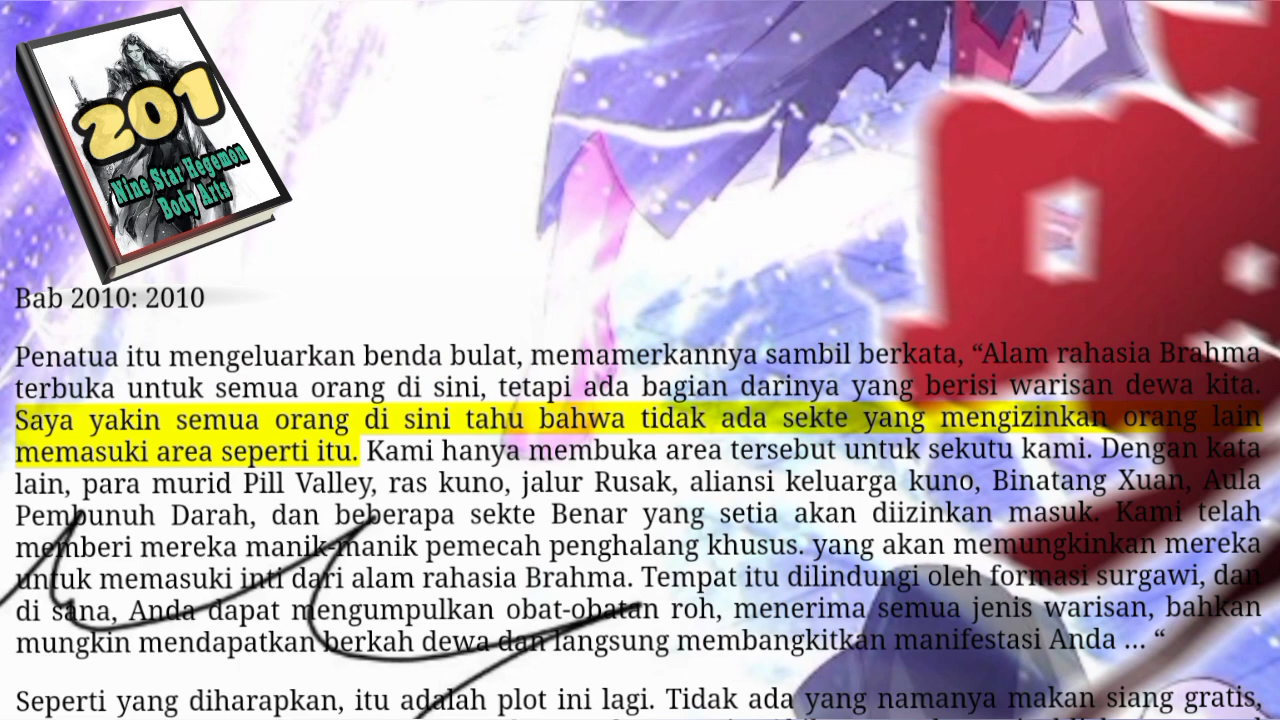 201
Nine Star Hegemon
Body Arts
Bab 2010: 2010
Penatua itu mengeluarkan benda bulat, memamerkannya sambil berkata, “Alam rahasia Brahma
terbuka untuk semua orang di sini, tetapi ada bagian darinya yang berisi warisan dewa kita.
Saya yakin semua orang di sini tahu bahwa tidak ada sekte yang mengizinkan orang lain
memasuki area seperti itu. Kami hanya membuka area tersebut untuk sekutu kami. Dengan kata
lain, para murid Pill Valley, ras kuno, jalur Rusak, aliansi keluarga kuno, Binatang Xuan, Aula
Pembunuh Darah, dan beberapa sekte Benar yang setia akan diizinkan masuk. Kami telah
memberi mereka manik-manik pemecah penghalang khusus. yang akan memungkinkan mereka
untuk memasuki inti dari alam rahasia Brahma. Tempat itu dilindungi oleh formasi surgawi, dan
di sana, Anda dapat mengumpulkan obat-obatan roh, menerima semua jenis warisan, bahkan
mungkin mendapatkan berkah dewa dan langsung membangkitkan manifestasi Anda … “
Seperti yang diharapkan, itu adalah plot ini lagi. Tidak ada yang namanya makan siang gratis,